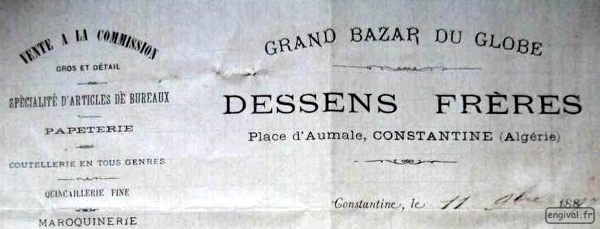 VENTE A LA COMMISSION
GROS ET DÉTAIL
SPÉCIALITÉ D'ARTICLES DE BUREAUX
PAPETERIE
COUTELLERIE EN TOUS GENRES
QUINCAILLERIE FINE
MAROQUINERIE
GRAND BAZAR DU GLOBE
DESSENS FRÈRES
Place d'Aumale, CONSTANTINE (Algérie)
Constantine, le 11 188
engival.fr